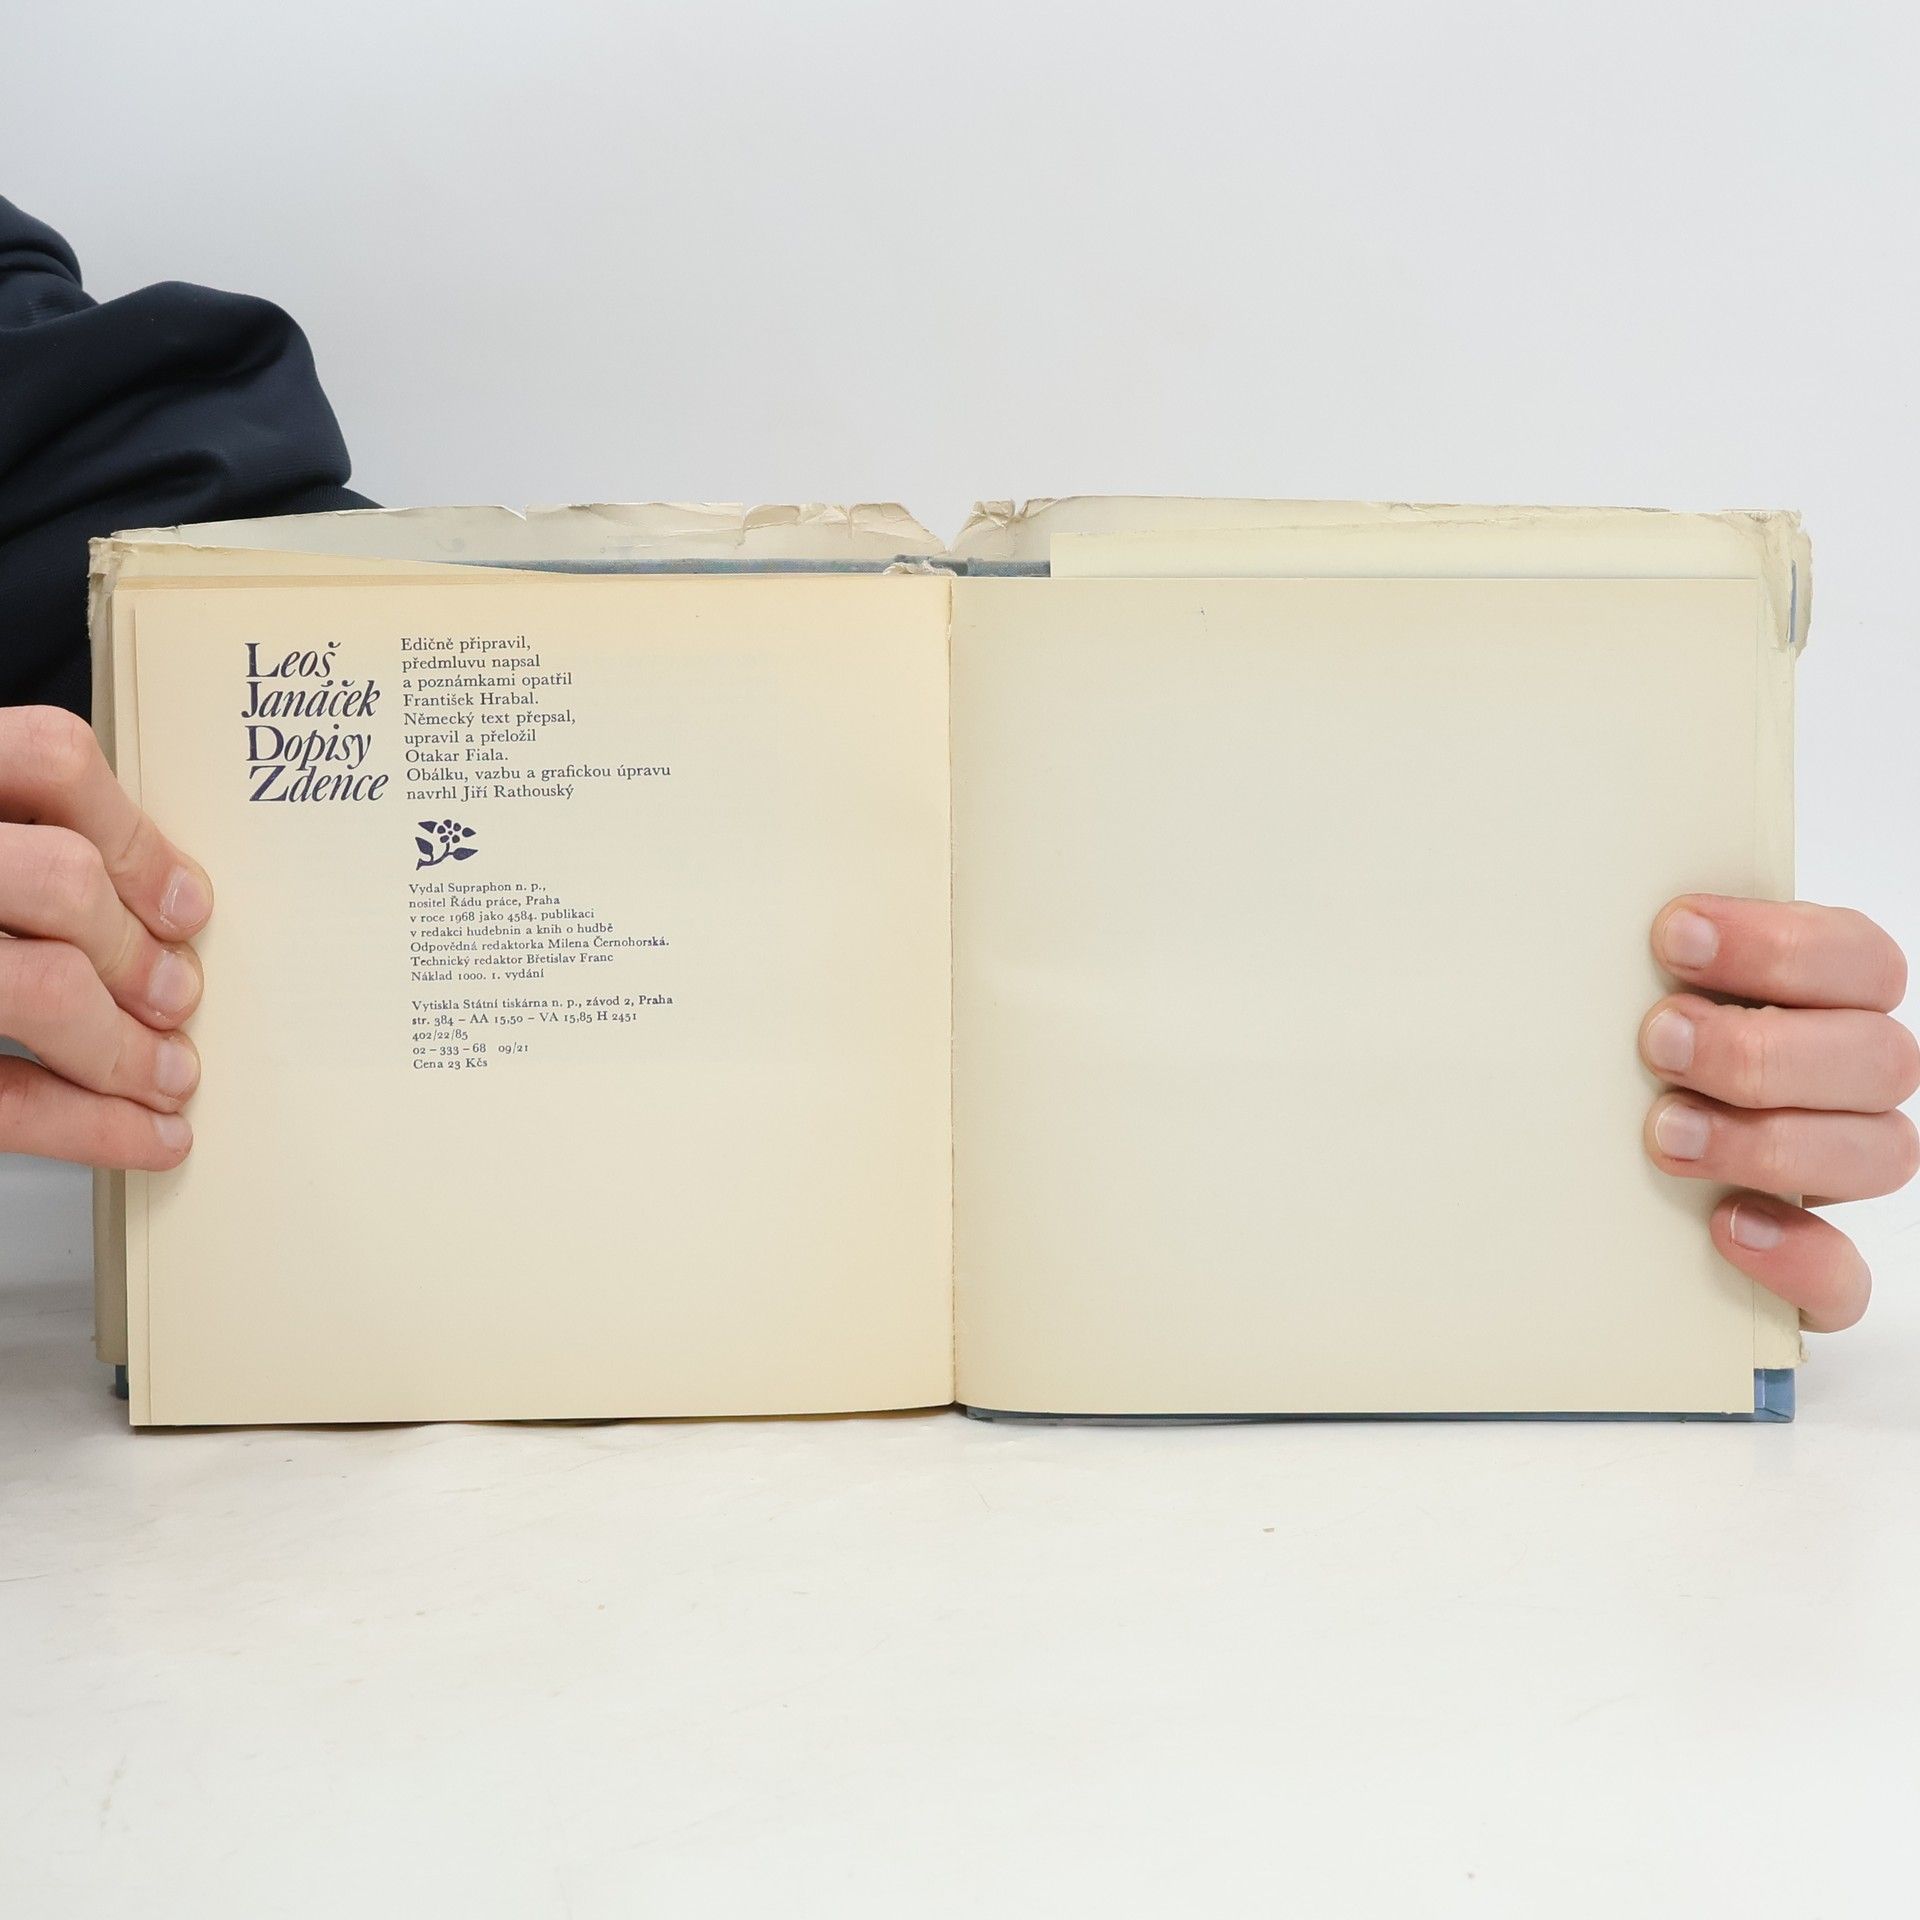 Leoš
Janáček
Dopisy
Zdence
Edičně připravil,
předmluvu napsal
a poznámkami opatřil
František Hrabal.
Německý text přepsal,
upravil a přeložil
Otakar Fiala.
Obálku, vazbu a grafickou úpravu
navrhl Jiří Rathouský
Vydal Supraphon n. p.,
nositel Řádu práce, Praha
v roce 1968 jako 4584. publikaci
v redakci hudebnin a knih o hudbě
Odpovědná redaktorka Milena Černohorská.
Technický redaktor Břetislav Franc
Náklad 1000. 1. vydání
Vytiskla Státní tiskárna n. p., závod 2, Praha
str. 384 – AA 15,50 – VA 15,85 H 2451
402/22/85
02 – 333 – 68 09/21
Cena 23 Kčs